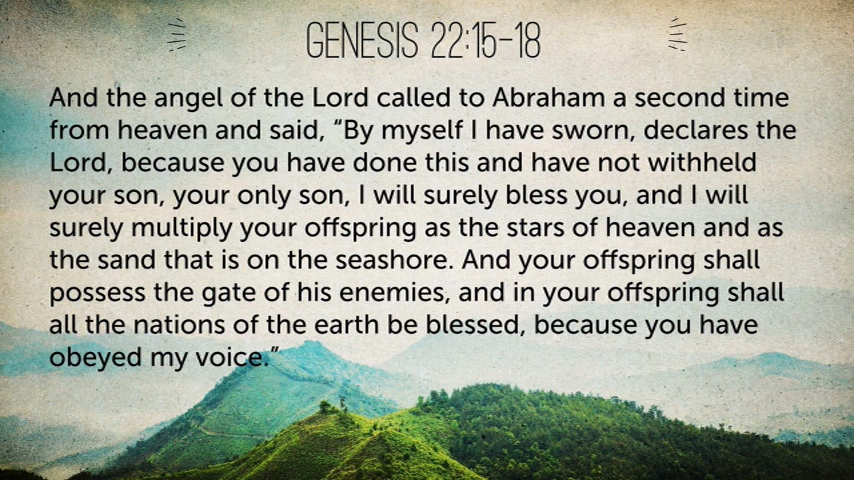 GENESIS 22:15-18
And the angel of the Lord called to Abraham a second time
from heaven and said, “By myself I have sworn, declares the
Lord, because you have done this and have not withheld
your son, your only son, I will surely bless you, and I will
surely multiply your offspring as the stars of heaven and as
the sand that is on the seashore. And your offspring shall
possess the gate of his enemies, and in your offspring shall
all the nations of the earth be blessed, because you have
obeyed my voice.”